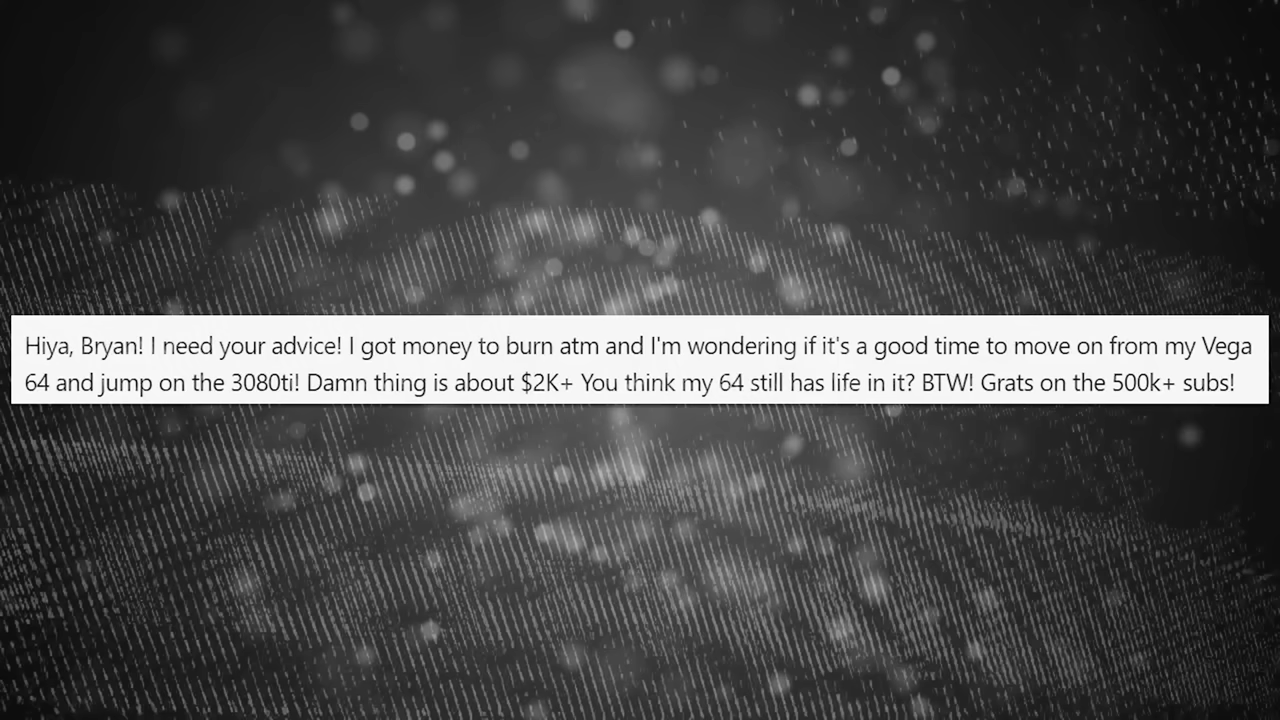 Hiya, Bryan! I need your advice! I got money to burn atm and I'm wondering if it's a good time to move on from my Vega
64 and jump on the 3080ti! Damn thing is about $2K+ You think my 64 still has life in it? BTW! Grats on the 500k+ subs!